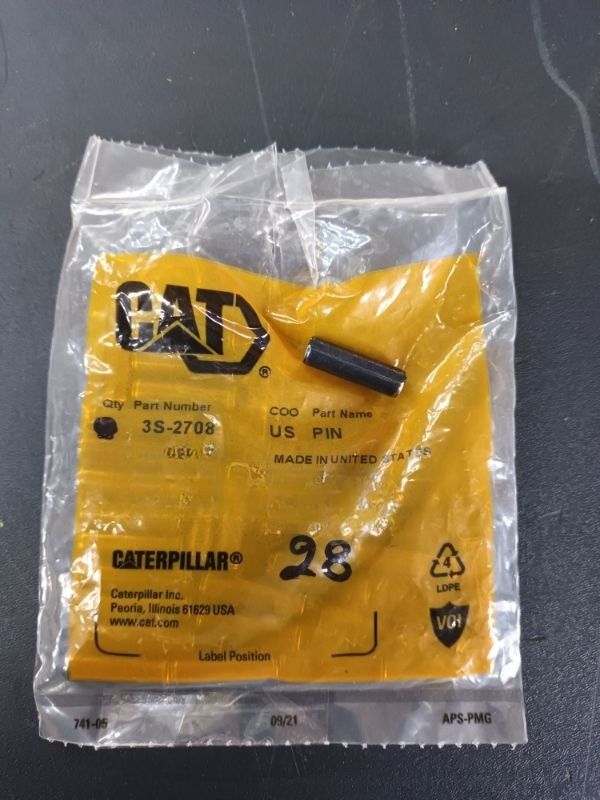 CAT®
Qty Part Number
3S-2708
COO Part Name
US PIN
MADE IN UNITED STATES
28
CATERPILLAR®
Caterpillar Inc.
Peoria, Illinois 61629 USA
www.cat.com
4
LDPE
VCI
Label Position
741-05 09/21 APS-PMG